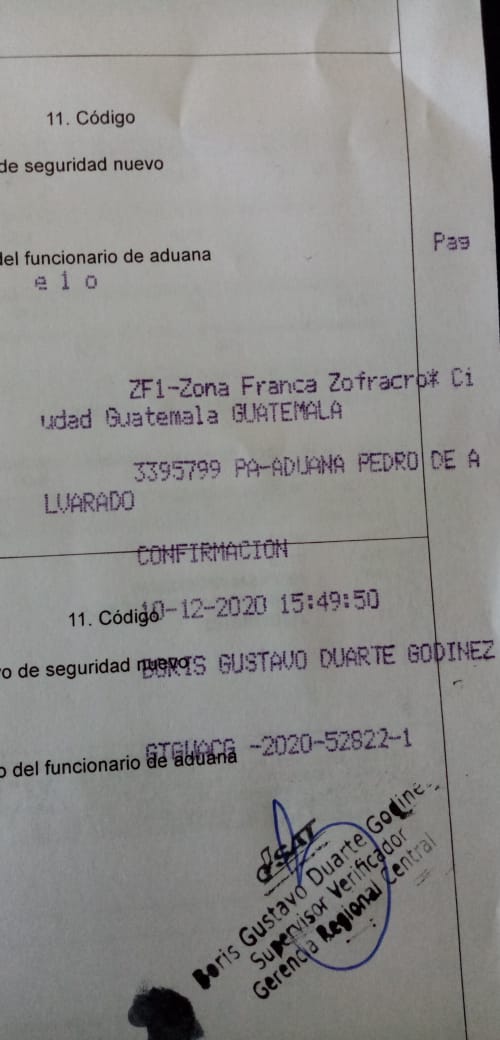 11. Código
de seguridad nuevo
Pag
del funcionario de aduana
e 1 o
ZF1-Zona Franca Zofracro* Ci
udad Guatemala GUATEMALA
3395799 PA-ADUANA PEDRO DE A
LVARADO
CONFIRMACION
10-12-2020 15:49:50
11. Código
vo de seguridad nuevo
BORIS GUSTAVO DUARTE GODINEZ
GTGUACG -2020-52822-1
o del funcionario de aduana
SAT
Boris Gustavo Duarte Godine
Supervisor Verificador
Gerencia Regional Central